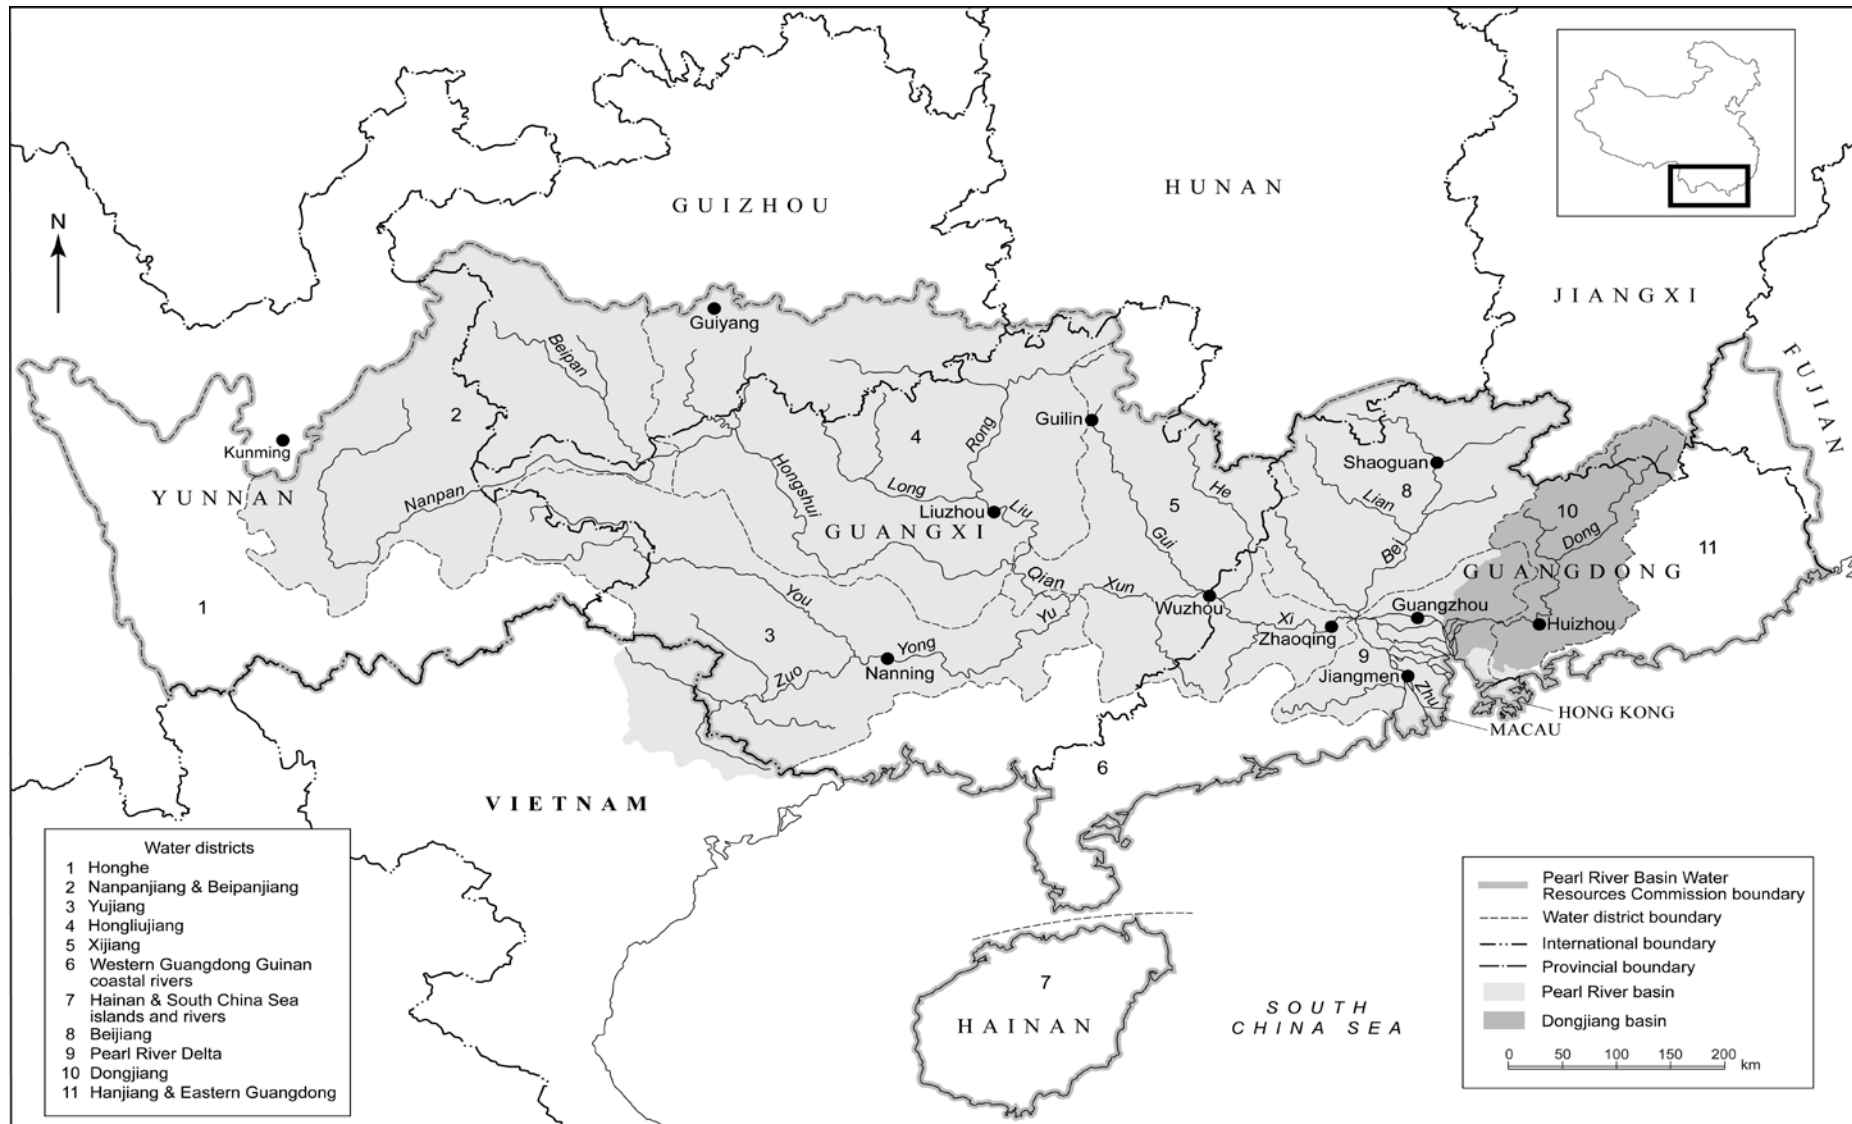 N
GUIZHOU
HUNAN
JIANGXI
FUJIAN
Guiyang
Beipan
2
Kunming
YUNNAN
Nanpan
1
4
Rong
Guilin
Hongshui
Long
Liuzhou
Liu
GUANGXI
5
He
Gui
Shaoguan
8
Lian
Bei
10
Dong
11
GUANGDONG
Qian
Xun
Wuzhou
Yu
You
3
Yong
Nanning
Zuo
Xi
Zhaoqing
Guangzhou
Huizhou
9
Jiangmen
Zhu
HONG KONG
MACAU
6
VIETNAM
7
HAINAN
SOUTH
CHINA SEA
Water districts
1 Honghe
2 Nanpanjiang & Beipanjiang
3 Yujiang
4 Hongliujiang
5 Xijiang
6 Western Guangdong Guinan
coastal rivers
7 Hainan & South China Sea
islands and rivers
8 Beijiang
9 Pearl River Delta
10 Dongjiang
11 Hanjiang & Eastern Guangdong
Pearl River Basin Water
Resources Commission boundary
Water district boundary
International boundary
Provincial boundary
Pearl River basin
Dongjiang basin
0 50 100 150 200
km